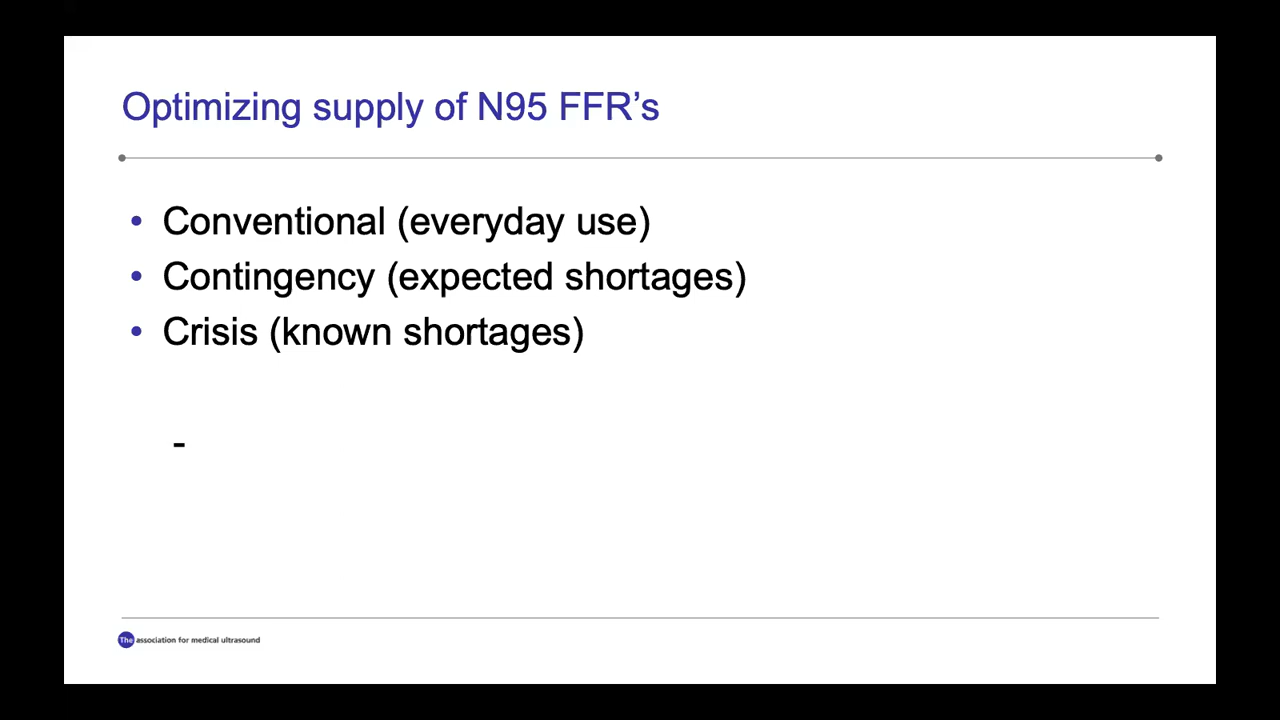 Optimizing supply of N95 FFR’s
• Conventional (everyday use)
• Contingency (expected shortages)
• Crisis (known shortages)
-
The association for medical ultrasound